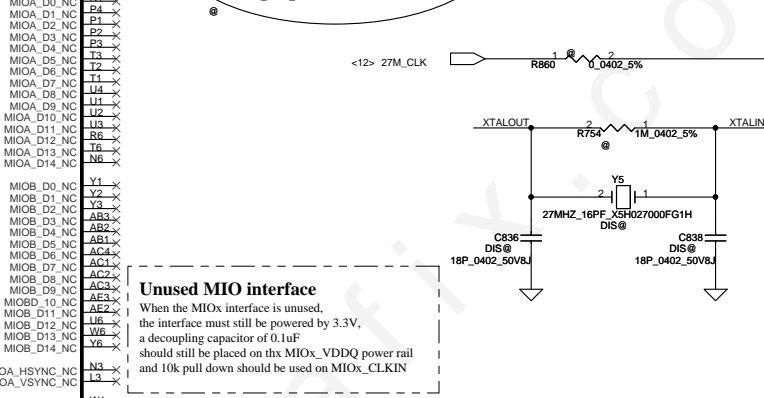 MIOA_D0_NC
MIOA_D1_NC P4
MIOA_D2_NC P1
MIOA_D3_NC P2
MIOA_D4_NC P3
MIOA_D5_NC T3
MIOA_D6_NC T2
MIOA_D7_NC T1
MIOA_D8_NC U4
MIOA_D9_NC U1
MIOA_D10_NC U2
MIOA_D11_NC U3
MIOA_D12_NC R6
MIOA_D13_NC T6
MIOA_D14_NC N6
@
<12> 27M_CLK
1 @ 2
R860 0_0402_5%
XTALOUT 2 1 XTALIN
R754 1M_0402_5%
@
Y5
2 1
27MHZ_16PF_X5H027000FG1H
DIS@
C836
DIS@
18P_0402_50V8J
C838
DIS@
18P_0402_50V8J
MIOB_D0_NC Y1
MIOB_D1_NC Y2
MIOB_D2_NC Y3
MIOB_D3_NC AB3
MIOB_D4_NC AB2
MIOB_D5_NC AB1
MIOB_D6_NC AC4
MIOB_D7_NC AC1
MIOB_D8_NC AC2
MIOB_D9_NC AC3
MIOBD_10_NC AE3
MIOB_D11_NC AE2
MIOB_D12_NC U6
MIOB_D13_NC W6
MIOB_D14_NC Y6
OA_HSYNC_NC N3
OA_VSYNC_NC L3
Unused MIO interface
When the MIOx interface is unused,
the interface must still be powered by 3.3V,
a decoupling capacitor of 0.1uF
should still be placed on thx MIOx_VDDQ power rail
and 10k pull down should be used on MIOx_CLKIN
afix.co